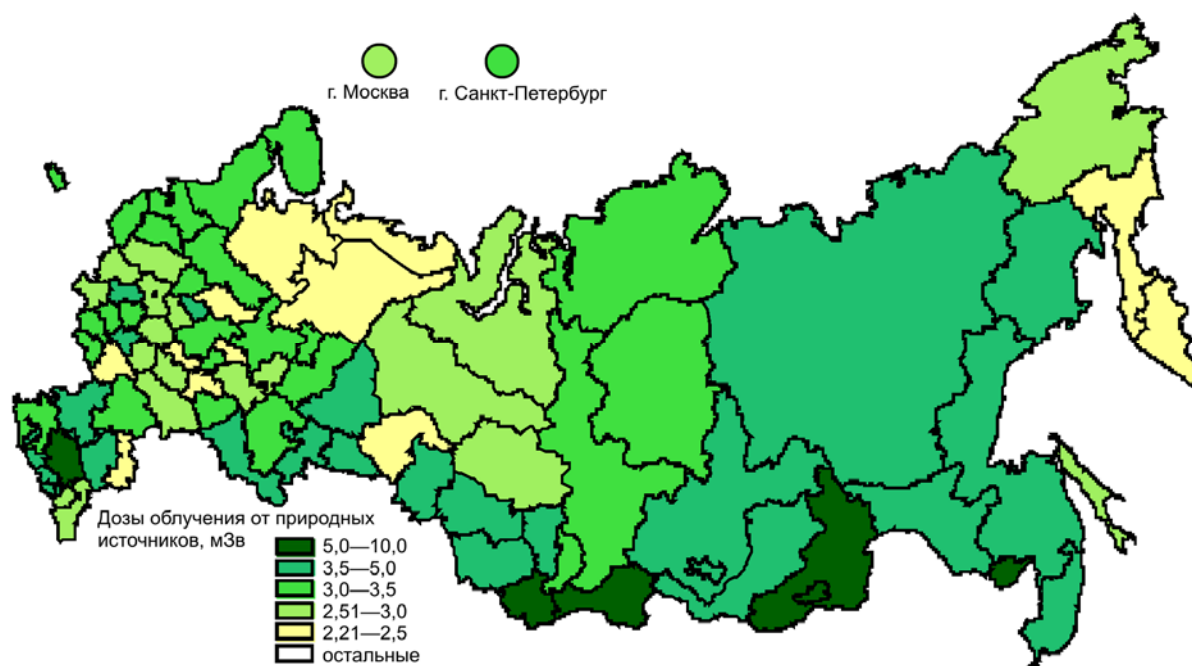 г. Москва
г. Санкт-Петербург
Дозы облучения от природных
источников, мЗв
5,0—10,0
3,5—5,0
3,0—3,5
2,51—3,0
2,21—2,5
остальные